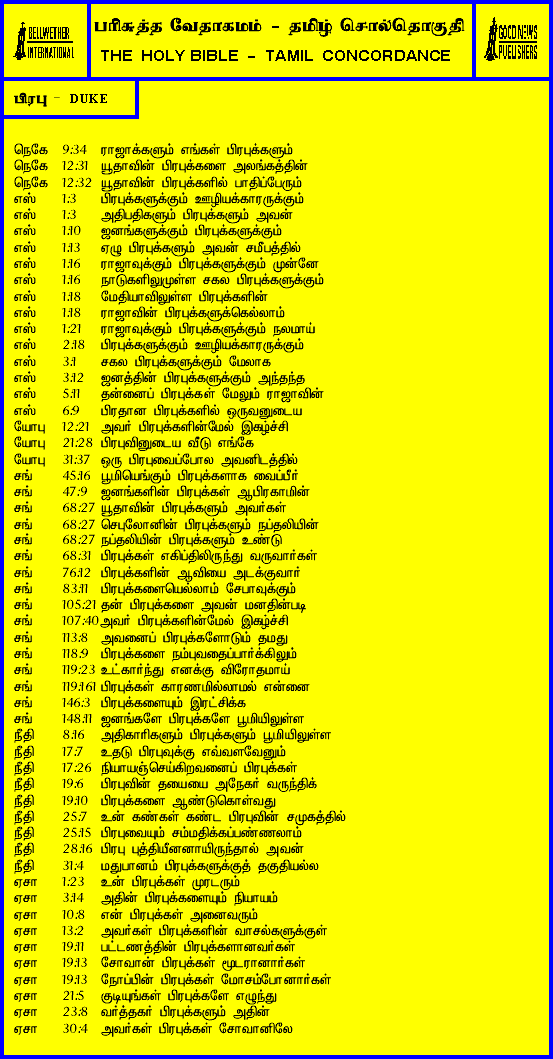 BELLWETHER
INTERNATIONAL
பரிசுத்த வேதாகமம் - தமிழ் சொல்தொகுதி
THE HOLY BIBLE - TAMIL CONCORDANCE
GOOD NEWS
PUBLISHERS
பிரபு - DUKE
நெகே 9:34 ராஜாக்களும் எங்கள் பிரபுக்களும்
நெகே 12:31 யூதாவின் பிரபுக்களை அலங்கத்தின்
நெகே 12:32 யூதாவின் பிரபுக்களில் பாதிப்பேரும்
எஸ் 1:3 பிரபுக்களுக்கும் ஊழியக்காரருக்கும்
எஸ் 1:3 அதிபதிகளும் பிரபுக்களும் அவன்
எஸ் 1:10 ஜனங்களுக்கும் பிரபுக்களுக்கும்
எஸ் 1:13 ஏழு பிரபுக்களும் அவன் சமீபத்தில்
எஸ் 1:16 ராஜாவுக்கும் பிரபுக்களுக்கும் முன்னே
எஸ் 1:16 நாடுகளிலுமுள்ள சகல பிரபுக்களுக்கும்
எஸ் 1:18 மேதியாவிலுள்ள பிரபுக்களின்
எஸ் 1:18 ராஜாவின் பிரபுக்களுக்கெல்லாம்
எஸ் 1:21 ராஜாவுக்கும் பிரபுக்களுக்கும் நலமாய்
எஸ் 2:18 பிரபுக்களுக்கும் ஊழியக்காரருக்கும்
எஸ் 3:1 சகல பிரபுக்களுக்கும் மேலாக
எஸ் 3:12 ஜனத்தின் பிரபுக்களுக்கும் அந்தந்த
எஸ் 5:11 தன்னைப் பிரபுக்கள் மேலும் ராஜாவின்
எஸ் 6:9 பிரதான பிரபுக்களில் ஒருவனுடைய
யோபு 12:21 அவர் பிரபுக்களின்மேல் இகழ்ச்சி
யோபு 21:28 பிரபுவினுடைய வீடு எங்கே
யோபு 31:37 ஒரு பிரபுவைப்போல அவனிடத்தில்
சங் 45:16 பூமியெங்கும் பிரபுக்களாக வைப்பீர்
சங் 47:9 ஜனங்களின் பிரபுக்கள் ஆபிரகாமின்
சங் 68:27 யூதாவின் பிரபுக்களும் அவர்கள்
சங் 68:27 செபுலோனின் பிரபுக்களும் நப்தலியின்
சங் 68:27 நப்தலியின் பிரபுக்களும் உண்டு
சங் 68:31 பிரபுக்கள் எகிப்திலிருந்து வருவார்கள்
சங் 76:12 பிரபுக்களின் ஆவியை அடக்குவார்
சங் 83:11 பிரபுக்களையெல்லாம் சேபாவுக்கும்
சங் 105:21 தன் பிரபுக்களை அவன் மனதின்படி
சங் 107:40 அவர் பிரபுக்களின்மேல் இகழ்ச்சி
சங் 113:8 அவனைப் பிரபுக்களோடும் தமது
சங் 118:9 பிரபுக்களை நம்புவதைப்பார்க்கிலும்
சங் 119:23 உட்கார்ந்து எனக்கு விரோதமாய்
சங் 119:161 பிரபுக்கள் காரணமில்லாமல் என்னை
சங் 146:3 பிரபுக்களையும் இரட்சிக்க
சங் 148:11 ஜனங்களே பிரபுக்களே பூமியிலுள்ள
நீதி 8:16 அதிகாரிகளும் பிரபுக்களும் பூமியிலுள்ள
நீதி 17:7 உதடு பிரபுவுக்கு எவ்வளவேனும்
நீதி 17:26 நியாயஞ்செய்கிறவனைப் பிரபுக்கள்
நீதி 19:6 பிரபுவின் தயையை அநேகர் வருந்திக்
நீதி 19:10 பிரபுக்களை ஆண்டுகொள்வது
நீதி 25:7 உன் கண்கள் கண்ட பிரபுவின் சமுகத்தில்
நீதி 25:15 பிரபுவையும் சம்மதிக்கப்பண்ணலாம்
நீதி 28:16 பிரபு புத்தியீனனாயிருந்தால் அவன்
நீதி 31:4 மதுபானம் பிரபுக்களுக்குத் தகுதியல்ல
ஏசா 1:23 உன் பிரபுக்கள் முரடரும்
ஏசா 3:14 அதின் பிரபுக்களையும் நியாயம்
ஏசா 10:8 என் பிரபுக்கள் அனைவரும்
ஏசா 13:2 அவர்கள் பிரபுக்களின் வாசல்களுக்குள்
ஏசா 19:11 பட்டணத்தின் பிரபுக்களானவர்கள்
ஏசா 19:13 சோவான் பிரபுக்கள் மூடரானார்கள்
ஏசா 19:13 நோப்பின் பிரபுக்கள் மோசம்போனார்கள்
ஏசா 21:5 குடியுங்கள் பிரபுக்களே எழுந்து
ஏசா 23:8 வர்த்தகர் பிரபுக்களும் அதின்
ஏசா 30:4 அவர்கள் பிரபுக்கள் சோவானிலே